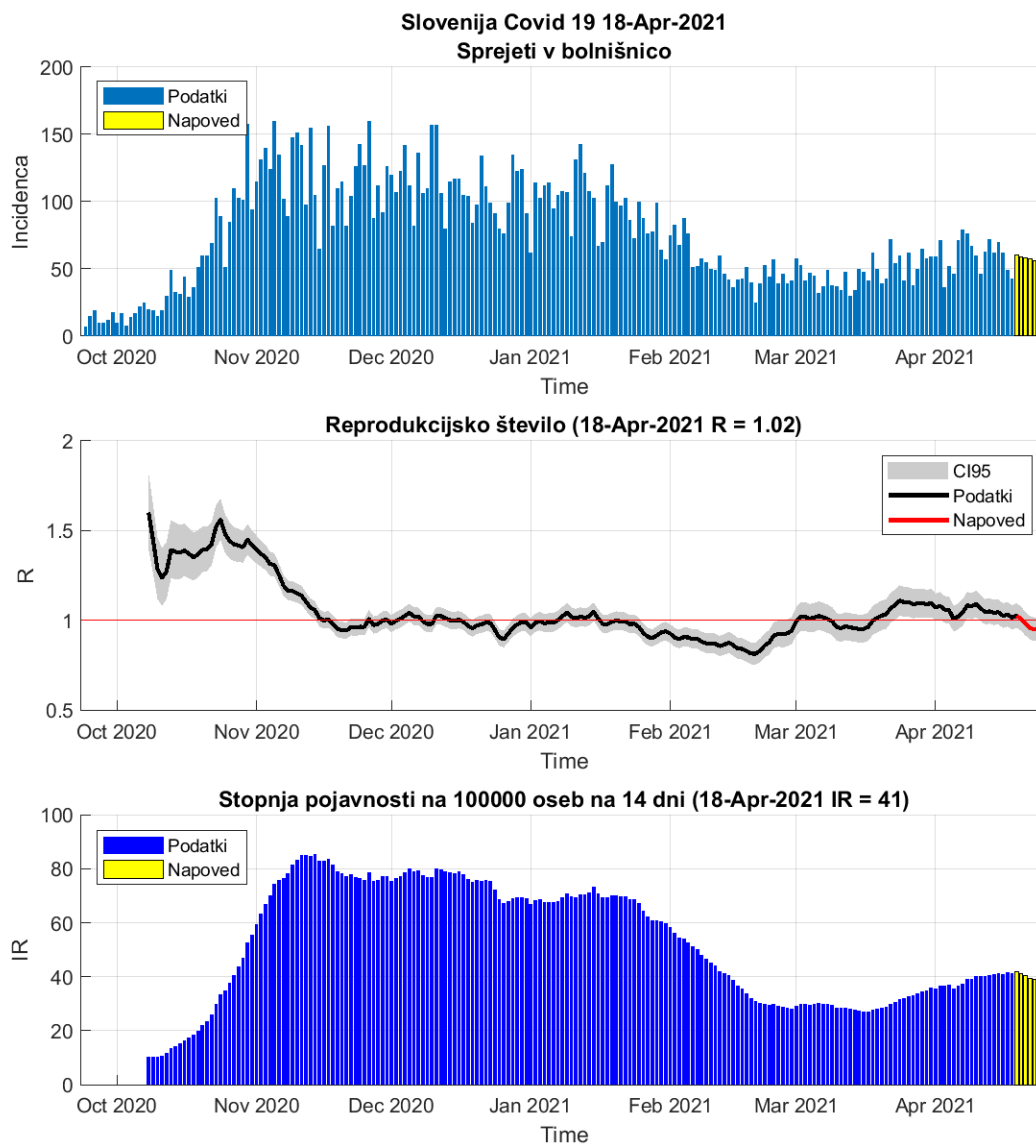 Slovenija Covid 19 18-Apr-2021
Sprejeti v bolnišnico
200
150
100
50
0
Incidenca
Podatki
Napoved
Oct 2020 Nov 2020 Dec 2020 Jan 2021 Feb 2021 Mar 2021 Apr 2021
Time
Reprodukcijsko število (18-Apr-2021 R = 1.02)
2
1.5
1
0.5
R
CI95
Podatki
Napoved
Oct 2020 Nov 2020 Dec 2020 Jan 2021 Feb 2021 Mar 2021 Apr 2021
Time
Stopnja pojavnosti na 100000 oseb na 14 dni (18-Apr-2021 IR = 41)
100
80
60
40
20
0
IR
Podatki
Napoved
Oct 2020 Nov 2020 Dec 2020 Jan 2021 Feb 2021 Mar 2021 Apr 2021
Time